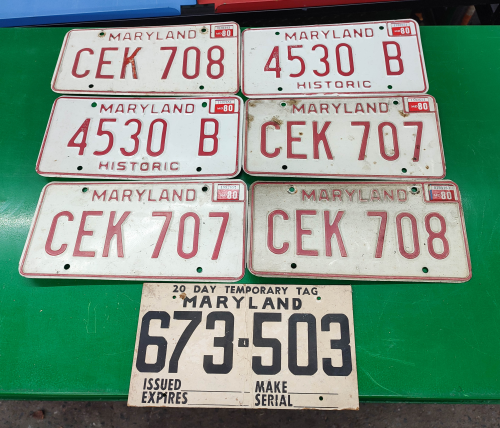 MARYLAND 80
CEK 708
MARYLAND 80
4530 B
HISTORIC
MARYLAND 80
4530 B
HISTORIC
MARYLAND 80
CEK 707
MARYLAND 80
CEK 707
MARYLAND 80
CEK 708
20 DAY TEMPORARY TAG
MARYLAND
673-503
ISSUED MAKE
EXPIRES SERIAL